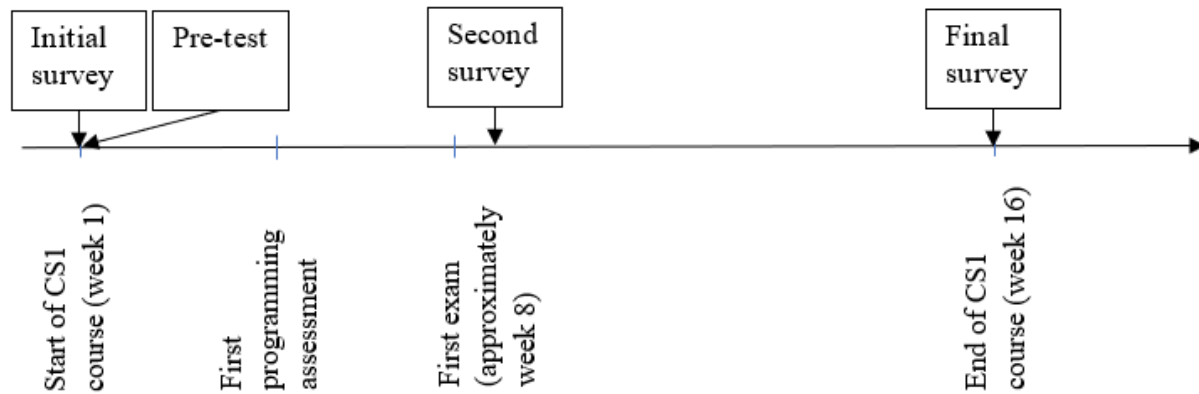 Initial
survey
Pre-test
Second
survey
Final
survey
Start of CS1
course (week 1)
First
programming
assessment
First exam
(approximately
week 8)
End of CS1
course (week 16)